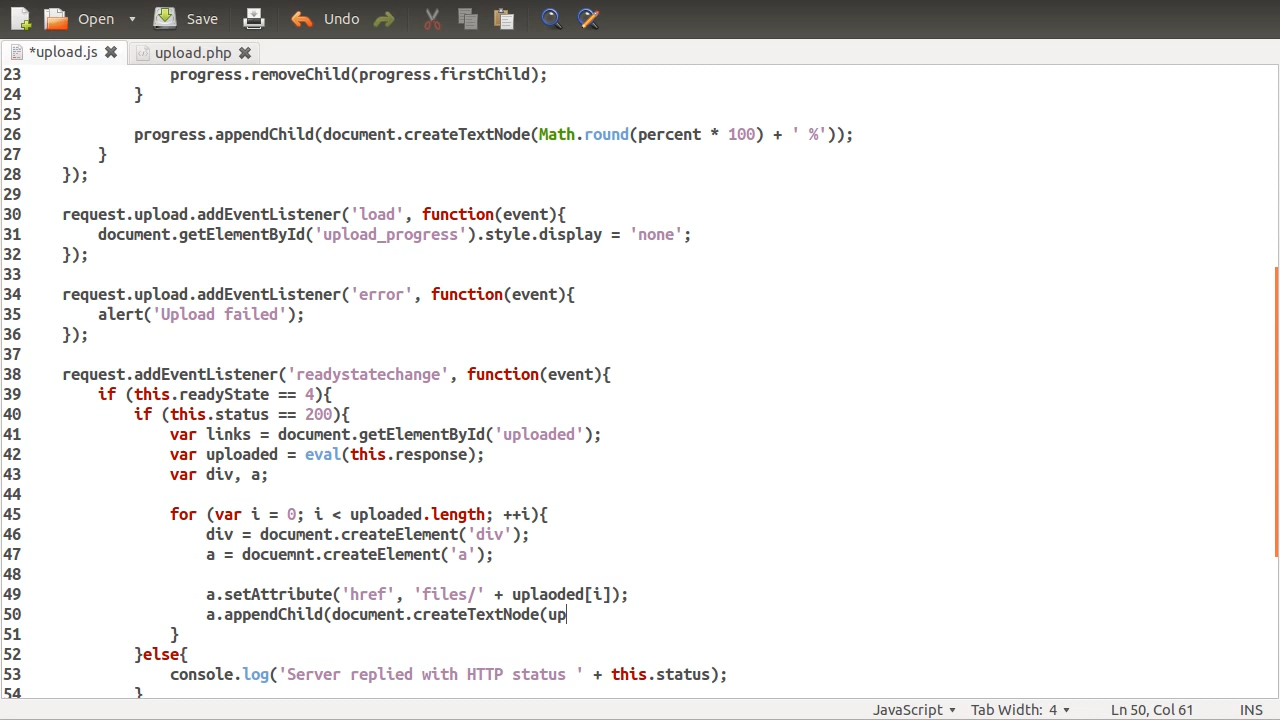 Open Save Undo
*upload.js upload.php
23 progress.removeChild(progress.firstChild);
24 }
25
26 progress.appendChild(document.createTextNode(Math.round(percent * 100) + ' %'));
27 }
28 });
29
30 request.upload.addEventListener('load', function(event){
31 document.getElementById('upload_progress').style.display = 'none';
32 });
33
34 request.upload.addEventListener('error', function(event){
35 alert('Upload failed');
36 });
37
38 request.addEventListener('readystatechange', function(event){
39 if (this.readyState == 4){
40 if (this.status == 200){
41 var links = document.getElementById('uploaded');
42 var uploaded = eval(this.response);
43 var div, a;
44
45 for (var i = 0; i < uploaded.length; ++i){
46 div = document.createElement('div');
47 a = docuemnt.createElement('a');
48
49 a.setAttribute('href', 'files/' + uplaoded[i]);
50 a.appendChild(document.createTextNode(up
51 }
52 }else{
53 console.log('Server replied with HTTP status ' + this.status);
54 }
JavaScript Tab Width: 4 Ln 50, Col 61 INS